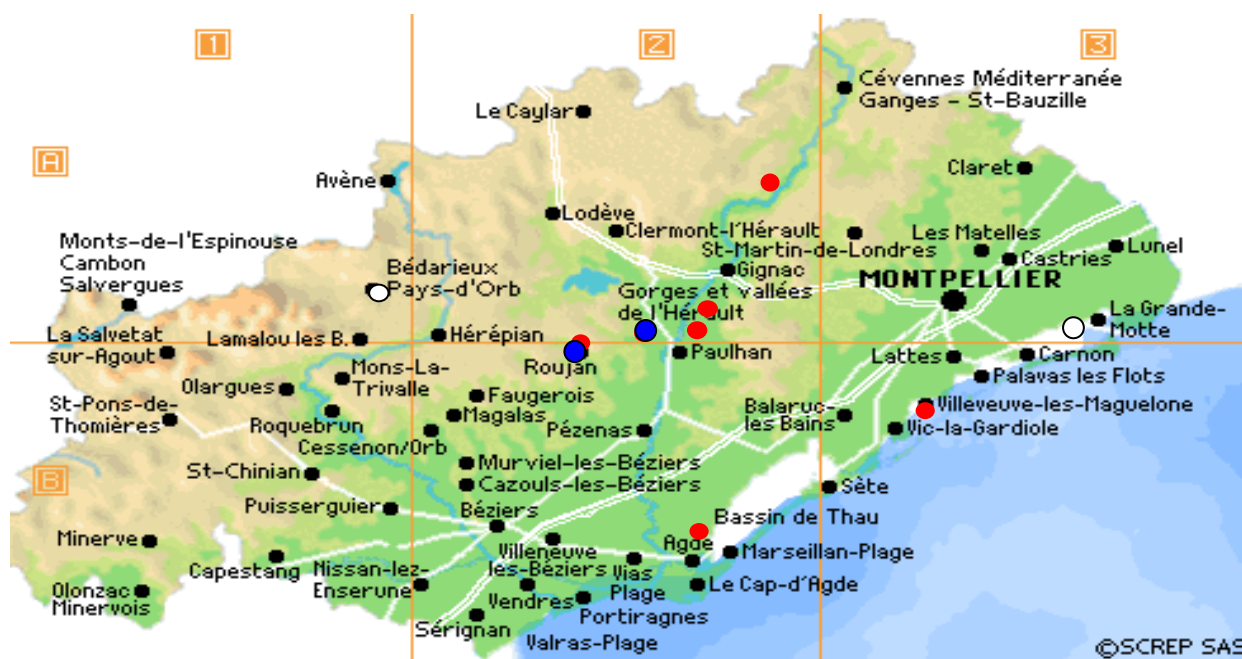 1
2
3
A
B
Cévennes Méditerranée
Ganges - St-Bauzille
Le Caylar
Claret
Avène
Lodève
Clermont-l'Hérault
St-Martin-de-Londres
Les Matelles
Lunel
Castries
Monts-de-l'Espinouse
Cambon
Salvergues
Bédarieux
Pays-d'Orb
Gignac
MONTPELLIER
Gorges et vallées
de l'Hérault
La Grande-
Motte
La Salvetat
sur-Agout
Lamalou les B.
Hérépian
Roujan
Paulhan
Lattes
Carnon
Mons-La-
Trivalle
Palavas les Flots
Olargues
Faugerois
Magalas
St-Pons-de-
Thomières
Roquebrun
Cessenon/Orb
Pézenas
Balaruc-
les Bains
Villeveuve-les-Maguelone
Vic-la-Gardiole
St-Chinian
Murviel-les-Béziers
Cazouls-les-Béziers
Sète
Puisserguier
Béziers
Bassin de Thau
Minerve
Capestang
Villeneuve
les-Béziers
Agde
Marseillan-Plage
Nissan-lez-
Enserune
Vias
Plage
Le Cap-d'Agde
Olonzac
Minervois
Vendres
Portiragnes
Sérignan
Valras-Plage
©SCREP SAS